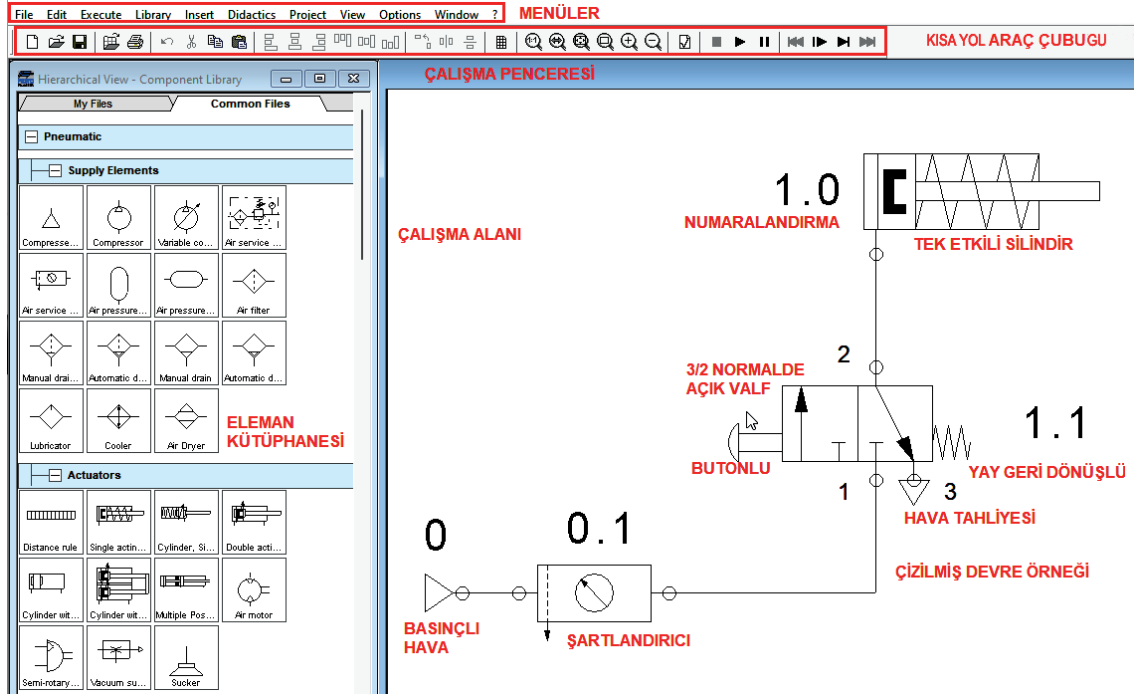 File Edit Execute Library Insert Didactics Project View Options Window ? MENÜLER
1:1 KISA YOL ARAÇ ÇUBUGU
Hierarchical View - Component Library
ÇALIŞMA PENCERESİ
My Files Common Files
Pneumatic
Supply Elements
Compresse... Compressor Variable co... Air service ...
Air service ... Air pressure... Air pressure... Air filter
Manual drai... Automatic d... Manual drain Automatic d...
Lubricator Cooler Air Dryer
ELEMAN
KÜTÜPHANESİ
Actuators
Distance rule Single actin... Cylinder, Si... Double acti...
Cylinder wit... Cylinder wit... Multiple Pos... Air motor
Semi-rotary... Vacuum su... Sucker
ÇALIŞMA ALANI
1.0
NUMARALANDIRMA
TEK ETKİLİ SİLİNDİR
2
3/2 NORMALDE
AÇIK VALF
BUTONLU
1.1
YAY GERİ DÖNÜŞLÜ
1
3
HAVA TAHLİYESİ
0
0.1
ÇİZİLMİŞ DEVRE ÖRNEĞİ
BASINÇLI
HAVA
ŞARTLANDIRICI